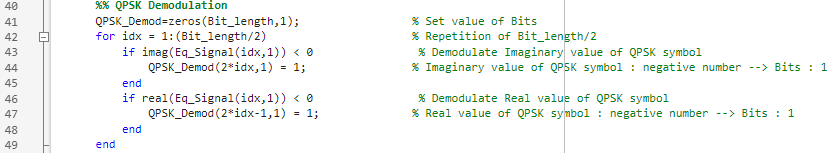 40 %% QPSK Demodulation
41 QPSK_Demod=zeros(Bit_length,1); % Set value of Bits
42 for idx = 1:(Bit_length/2) % Repetition of Bit_length/2
43 if imag(Eq_Signal(idx,1)) < 0 % Demodulate Imaginary value of QPSK symbol
44 QPSK_Demod(2*idx,1) = 1; % Imaginary value of QPSK symbol : negative number --> Bits : 1
45 end
46 if real(Eq_Signal(idx,1)) < 0 % Demodulate Real value of QPSK symbol
47 QPSK_Demod(2*idx-1,1) = 1; % Real value of QPSK symbol : negative number --> Bits : 1
48 end
49 end